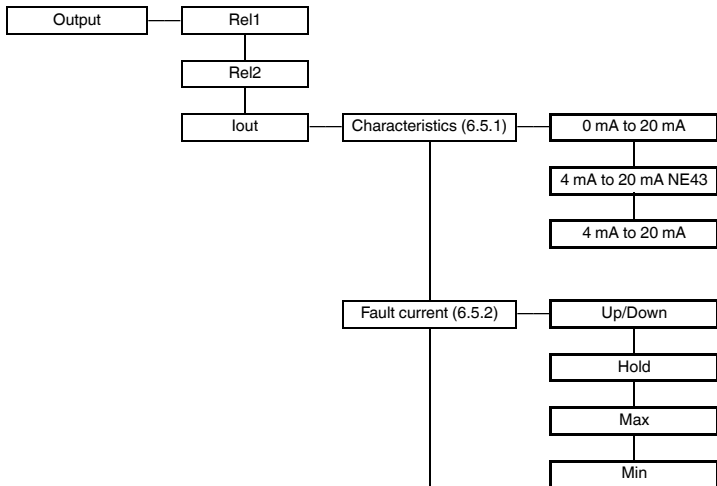 Output
Rel1
Rel2
Iout
Characteristics (6.5.1)
0 mA to 20 mA
4 mA to 20 mA NE43
4 mA to 20 mA
Fault current (6.5.2)
Up/Down
Hold
Max
Min